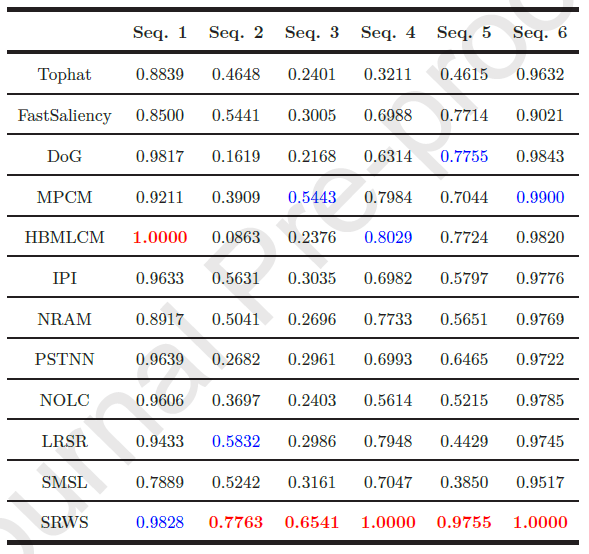 Seq. 1 Seq. 2 Seq. 3 Seq. 4 Seq. 5 Seq. 6
Tophat 0.8839 0.4648 0.2401 0.3211 0.4615 0.9632
FastSaliency 0.8500 0.5441 0.3005 0.6988 0.7714 0.9021
DoG 0.9817 0.1619 0.2168 0.6314 0.7755 0.9843
MPCM 0.9211 0.3909 0.5443 0.7984 0.7044 0.9900
HBMLCM 1.0000 0.0863 0.2376 0.8029 0.7724 0.9820
IPI 0.9633 0.5631 0.3035 0.6982 0.5797 0.9776
NRAM 0.8917 0.5041 0.2696 0.7733 0.5651 0.9769
PSTNN 0.9639 0.2682 0.2961 0.6993 0.6465 0.9722
NOLC 0.9606 0.3697 0.2403 0.5614 0.5215 0.9785
LRSR 0.9433 0.5832 0.2986 0.7948 0.4429 0.9745
SMSL 0.7889 0.5242 0.3161 0.7047 0.3850 0.9517
SRWS 0.9828 0.7763 0.6541 1.0000 0.9755 1.0000
ournal Pre-proo